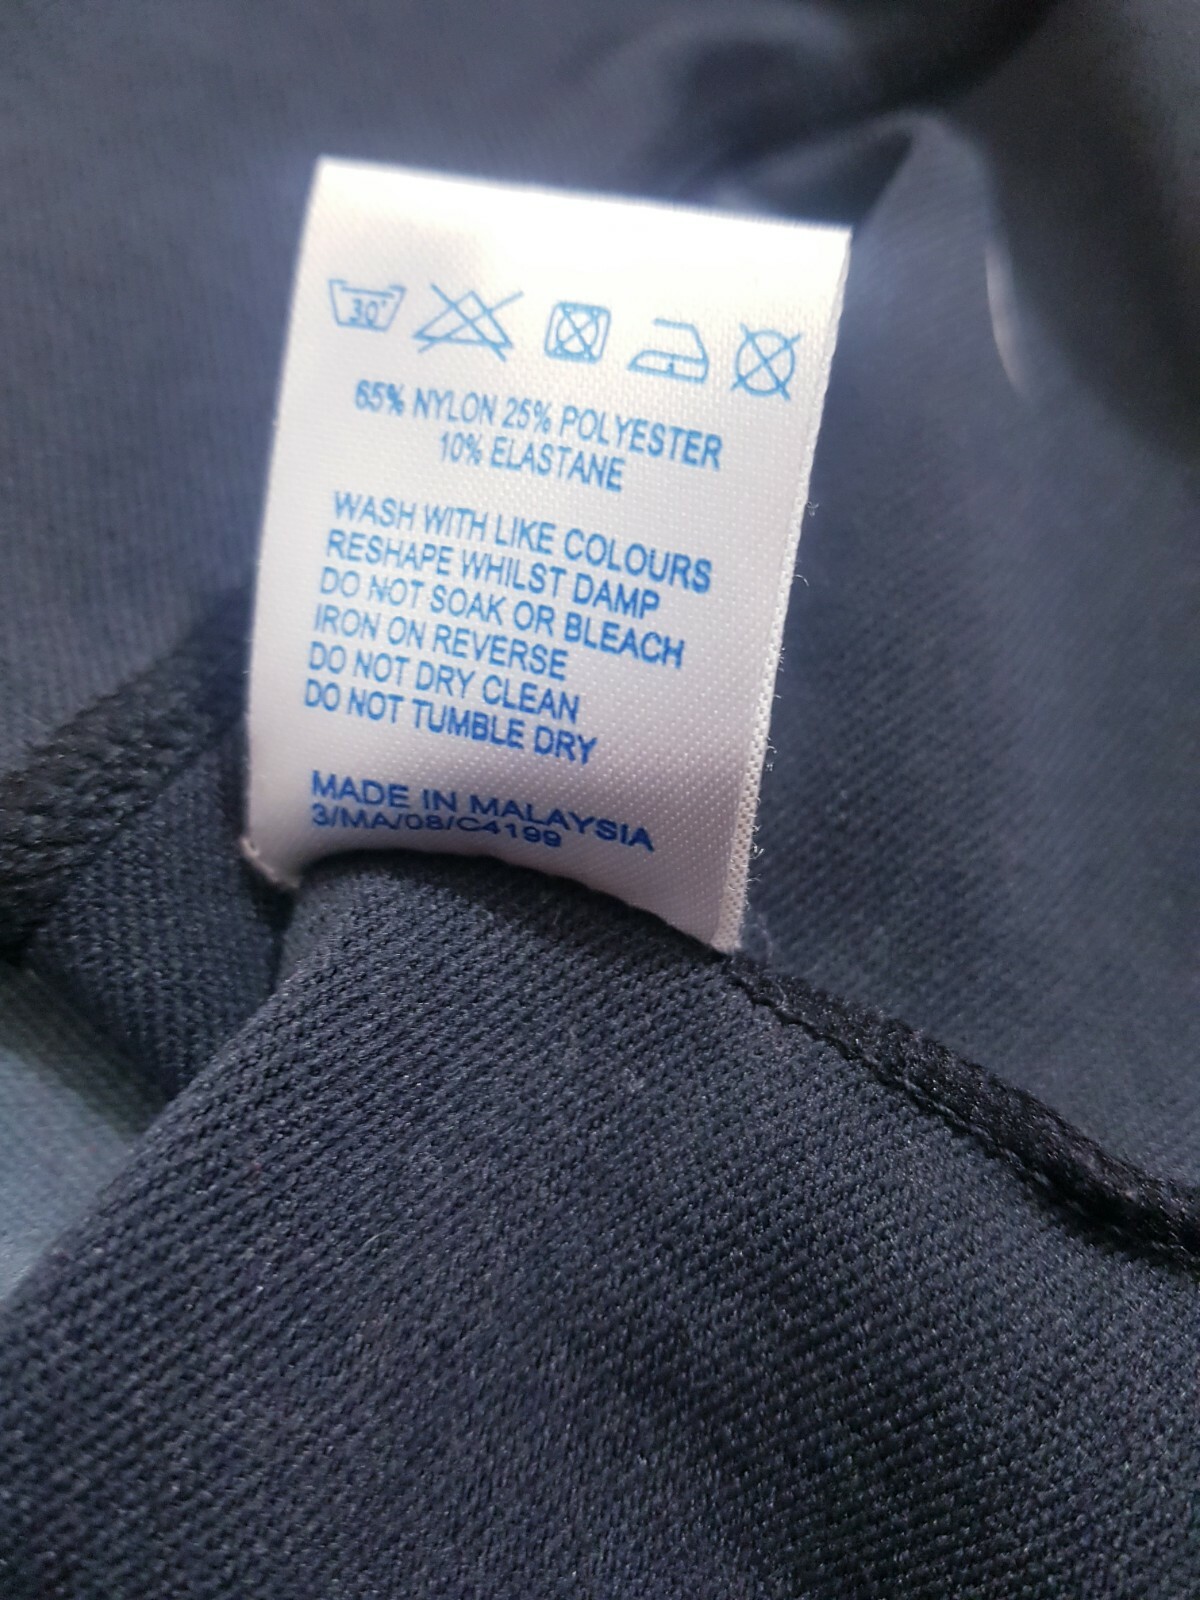 30°
65% NYLON 25% POLYESTER
10% ELASTANE
WASH WITH LIKE COLOURS
RESHAPE WHILST DAMP
DO NOT SOAK OR BLEACH
IRON ON REVERSE
DO NOT DRY CLEAN
DO NOT TUMBLE DRY
MADE IN MALAYSIA
3/MA/08/C4199